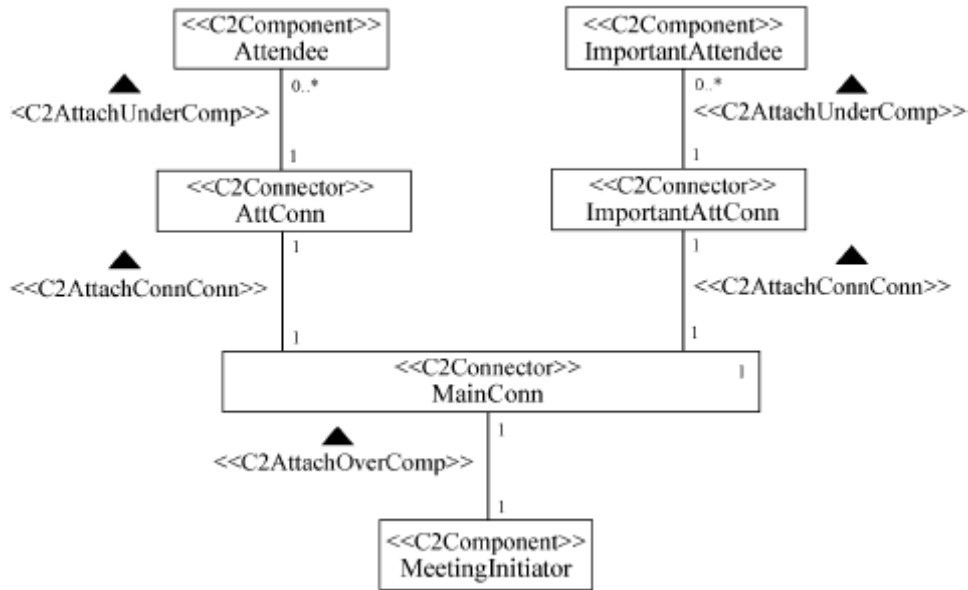 <<C2Component>>
Attendee
<<C2Component>>
ImportantAttendee
0..*
0..*
<C2AttachUnderComp>>
<<C2AttachUnderComp>>
1
1
<<C2Connector>>
AttConn
<<C2Connector>>
ImportantAttConn
1
1
<<C2AttachConnConn>>
<<C2AttachConnConn>>
1
1
<<C2Connector>>
MainConn
1
1
<<C2AttachOverComp>>
1
<<C2Component>>
MeetingInitiator